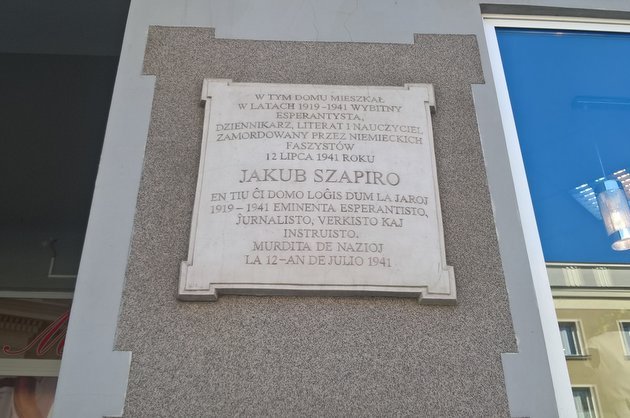 W TYM DOMU MIESZKAŁ
W LATACH 1919-1941 WYBITNY
ESPERANTYSTA,
DZIENNIKARZ, LITERAT I NAUCZYCIEL
ZAMORDOWANY PRZEZ NIEMIECKICH
FASZYSTÓW
12 LIPCA 1941 ROKU
JAKUB SZAPIRO
EN TIU ĈI DOMO LOĜIS DUM LA JAROJ
1919-1941 EMINENTA ESPERANTISTO,
ĴURNALISTO, VERKISTO KAJ
INSTRUISTO.
MURDITA DE NAZIOJ
LA 12-AN DE JULIO 1941